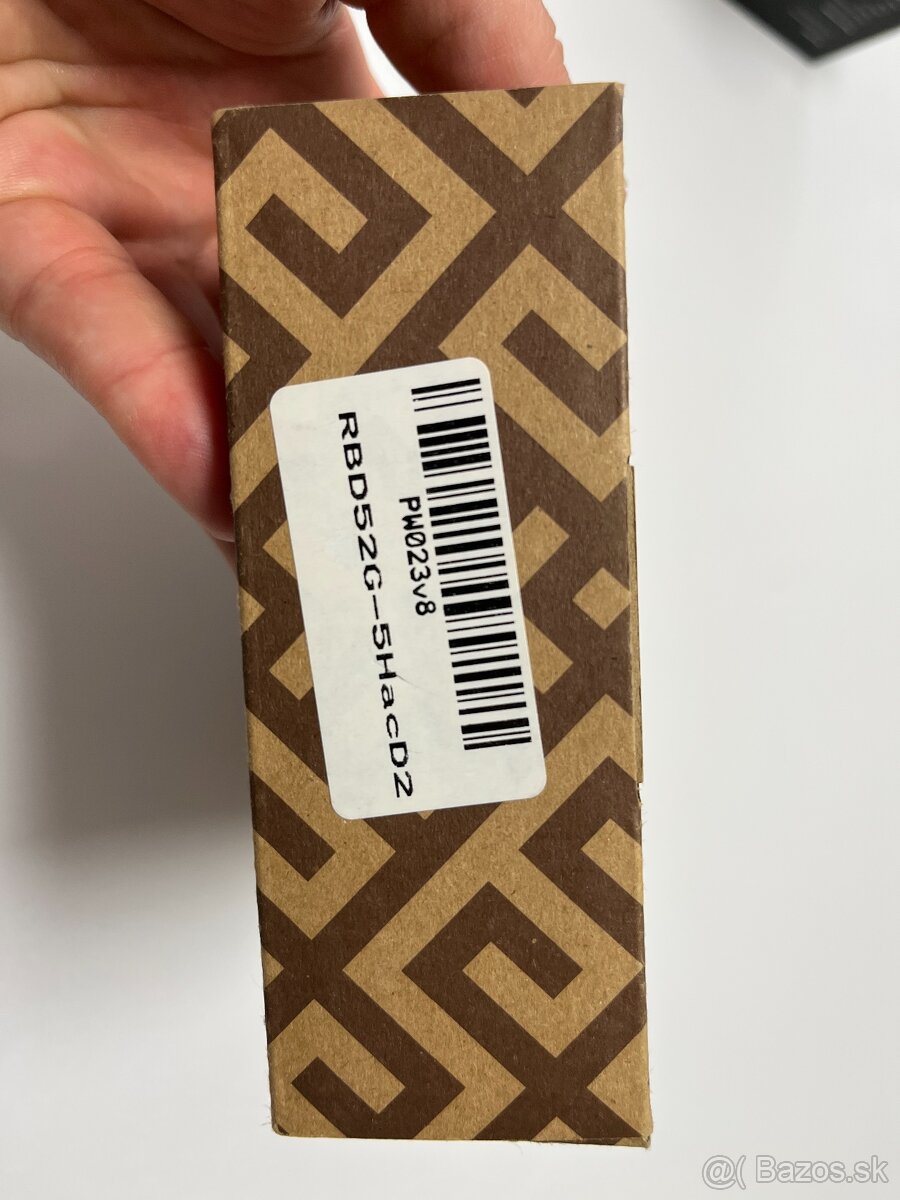 PW023v8
RBD52G-5HacD2
@( Bazos.sk